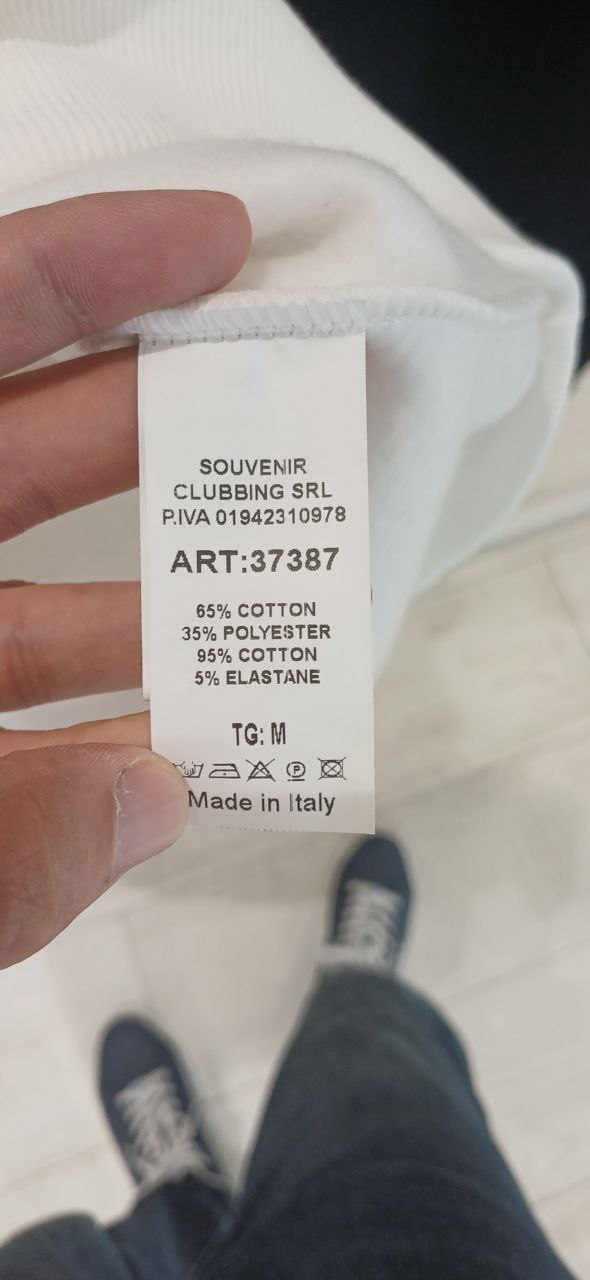 SOUVENIR
CLUBBING SRL
P.IVA 01942310978
ART:37387
65% COTTON
35% POLYESTER
95% COTTON
5% ELASTANE
TG: M
P
Made in Italy